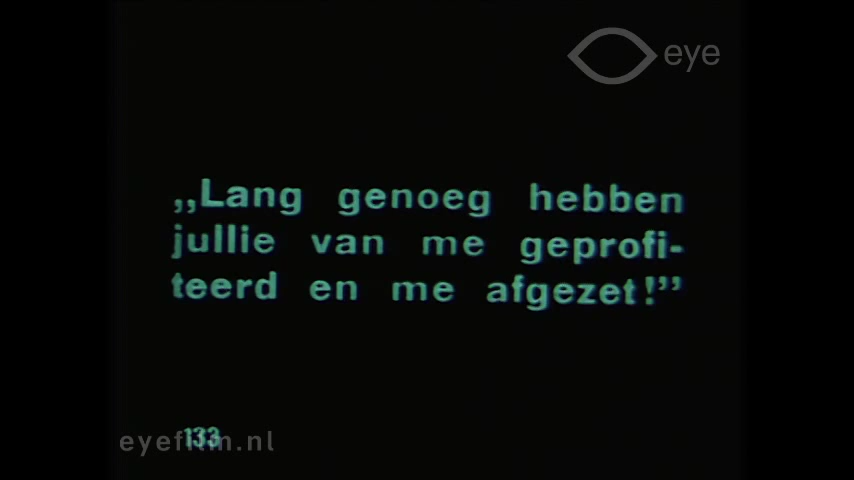 eye
„Lang genoeg hebben
jullie van me geprofi-
teerd en me afgezet!”
133
eyefilm.nl